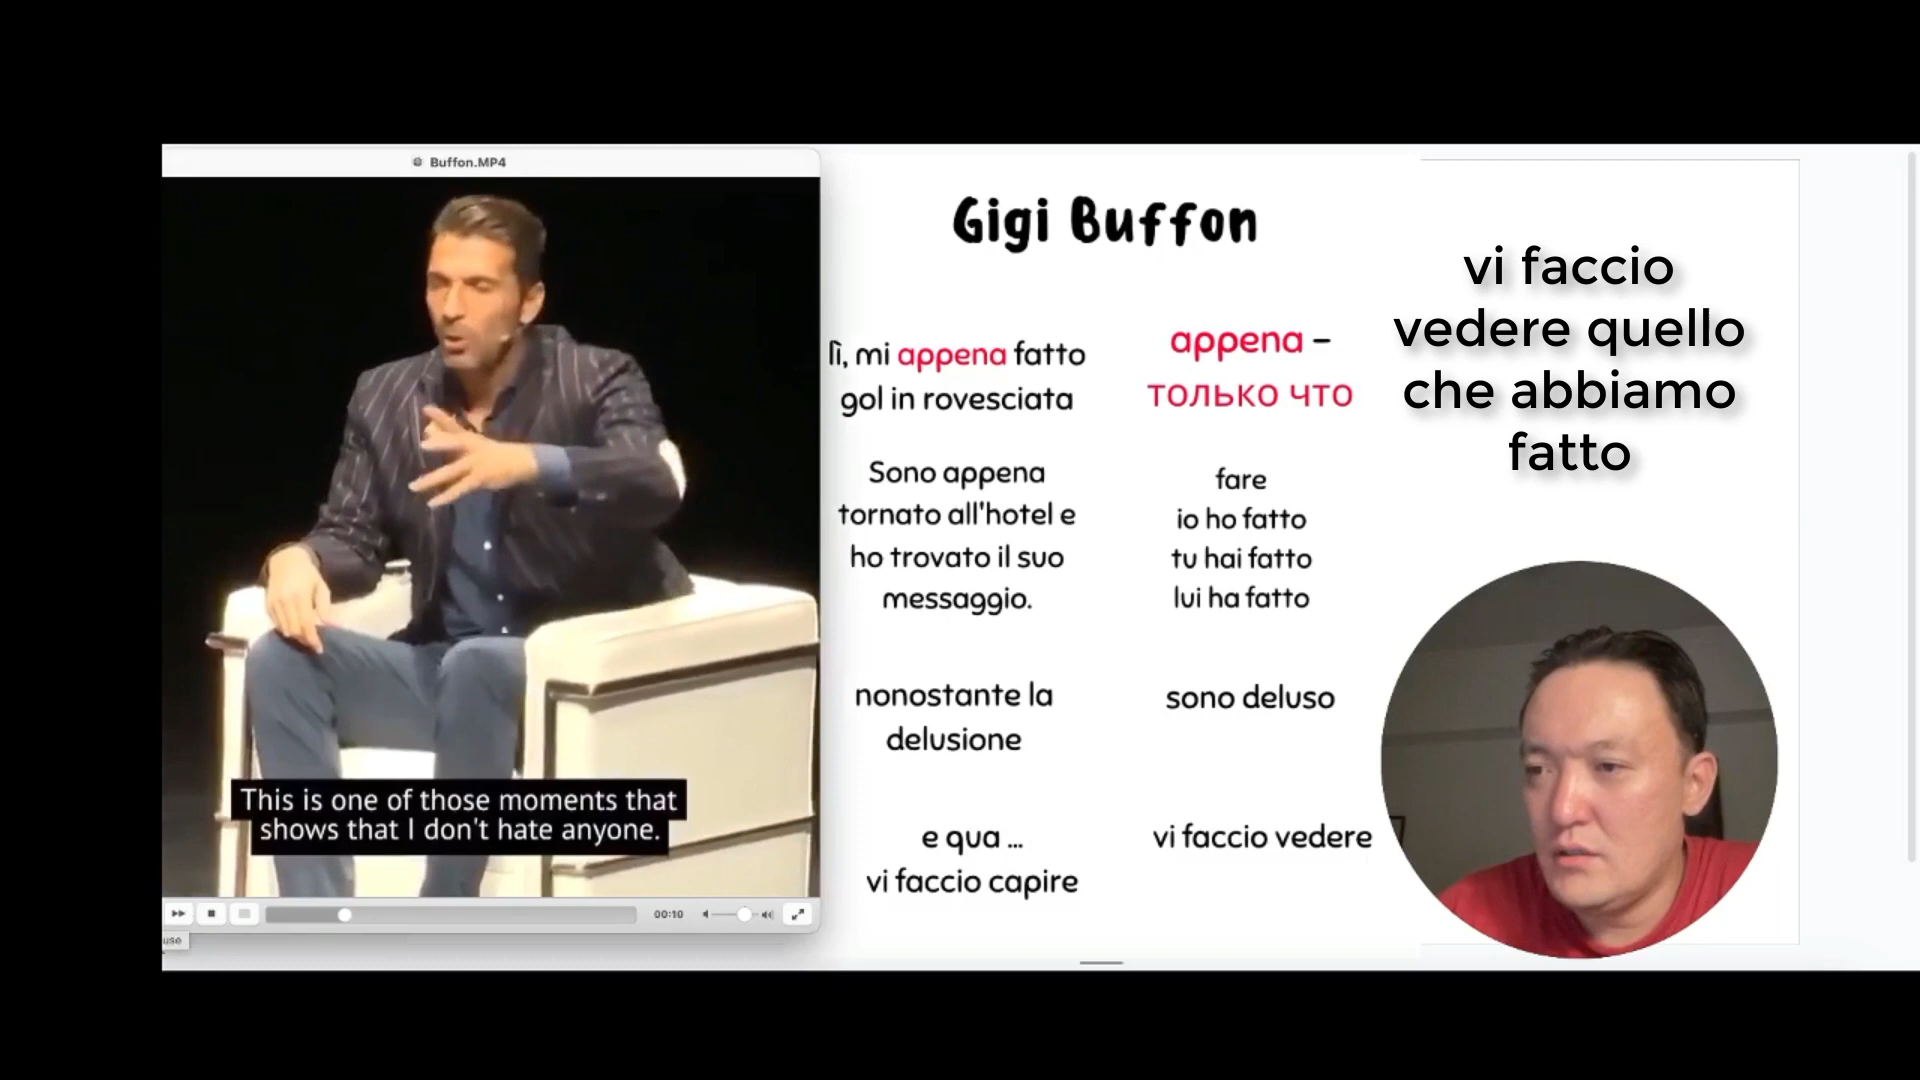 Buffon.MP4
This is one of those moments that
shows that I don't hate anyone.
00:10
use
Gigi Buffon
lì, mi appena fatto
gol in rovesciata
Sono appena
tornato all'hotel e
ho trovato il suo
messaggio.
nonostante la
delusione
e qua ...
vi faccio capire
appena –
только что
fare
io ho fatto
tu hai fatto
lui ha fatto
sono deluso
vi faccio vedere
vi faccio
vedere quello
che abbiamo
fatto